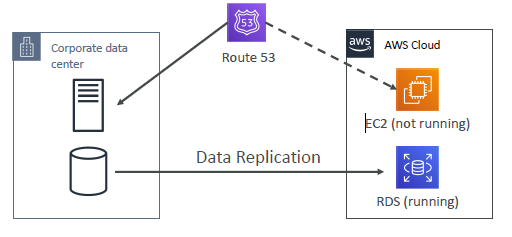 53
Route 53
Corporate data
center
aws
AWS Cloud
EC2 (not running)
Data Replication
RDS (running)